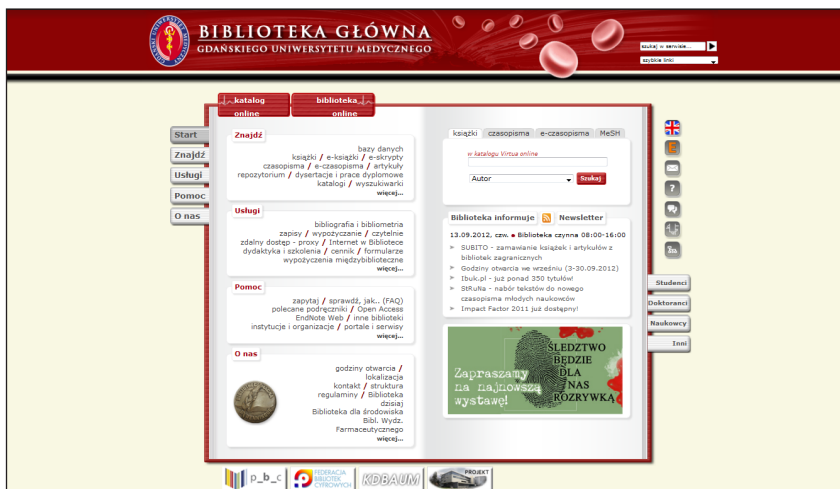 BIBLIOTEKA GŁÓWNA
GDAŃSKIEGO UNIWERSYTETU MEDYCZNEGO
szukaj w serwisie...
szybkie linki
katalog online
biblioteka online
Start
Znajdź
Usługi
Pomoc
O nas
Znajdź
bazy danych
książki / e-książki / e-skrypty
czasopisma / e-czasopisma / artykuły
repozytorium / dysertacje i prace dyplomowe
katalogi / wyszukiwarki
więcej...
Usługi
bibliografia i bibliometria
zapisy / wypożyczanie / czytelnie
zdalny dostęp - proxy / Internet w Bibliotece
dydaktyka i szkolenia / cennik / formularze
wypożyczenia międzybiblioteczne
więcej...
Pomoc
zapytaj / sprawdź, jak.. (FAQ)
polecane podręczniki / Open Access
EndNote Web / inne biblioteki
instytucje i organizacje / portale i serwisy
więcej...
O nas
godziny otwarcia /
lokalizacja
kontakt / struktura
regulaminy / Biblioteka
dzisiaj
Biblioteka dla środowiska
Bibl. Wydz.
Farmaceutycznego
więcej...
książki czasopisma e-czasopisma MeSH
w katalogu Virtua online
Autor
Szukaj
Biblioteka informuje Newsletter
13.09.2012, czw. • Biblioteka czynna 08:00-16:00
SUBITO - zamawianie książek i artykułów z
bibliotek zagranicznych
Godziny otwarcia we wrześniu (3-30.09.2012)
Ibuk.pl - już ponad 350 tytułów!
StRuNa - nabór tekstów do nowego
czasopisma młodych naukowców
Impact Factor 2011 już dostępny!
Zapraszamy
na najnowszą
wystawę!
ŚLEDZTWO
BĘDZIE
DLA
NAS
ROZRYWKĄ
E
?
Studenci
Doktoranci
Naukowcy
Inni
p_b_c
FEDERACJA
BIBLIOTEK
CYFROWYCH
KDBAUM
PROJEKT